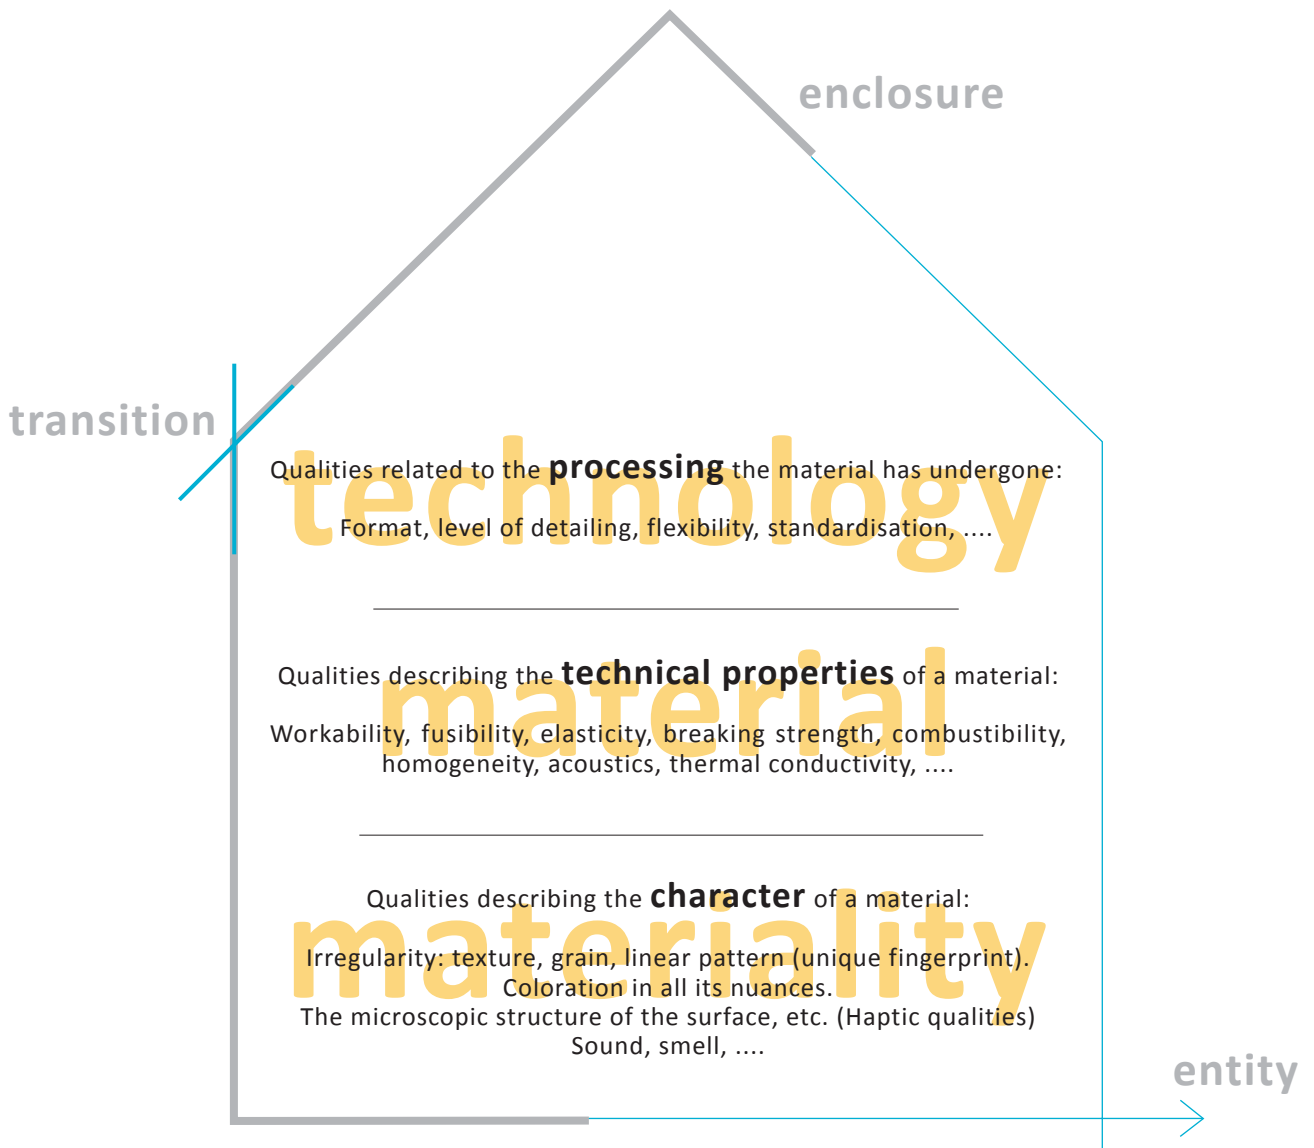 enclosure
transition
technology
Qualities related to the processing the material has undergone:
Format, level of detailing, flexibility, standardisation, ....
material
Qualities describing the technical properties of a material:
Workability, fusibility, elasticity, breaking strength, combustibility,
homogeneity, acoustics, thermal conductivity, ....
materiality
Qualities describing the character of a material:
Irregularity: texture, grain, linear pattern (unique fingerprint).
Coloration in all its nuances.
The microscopic structure of the surface, etc. (Haptic qualities)
Sound, smell, ....
entity